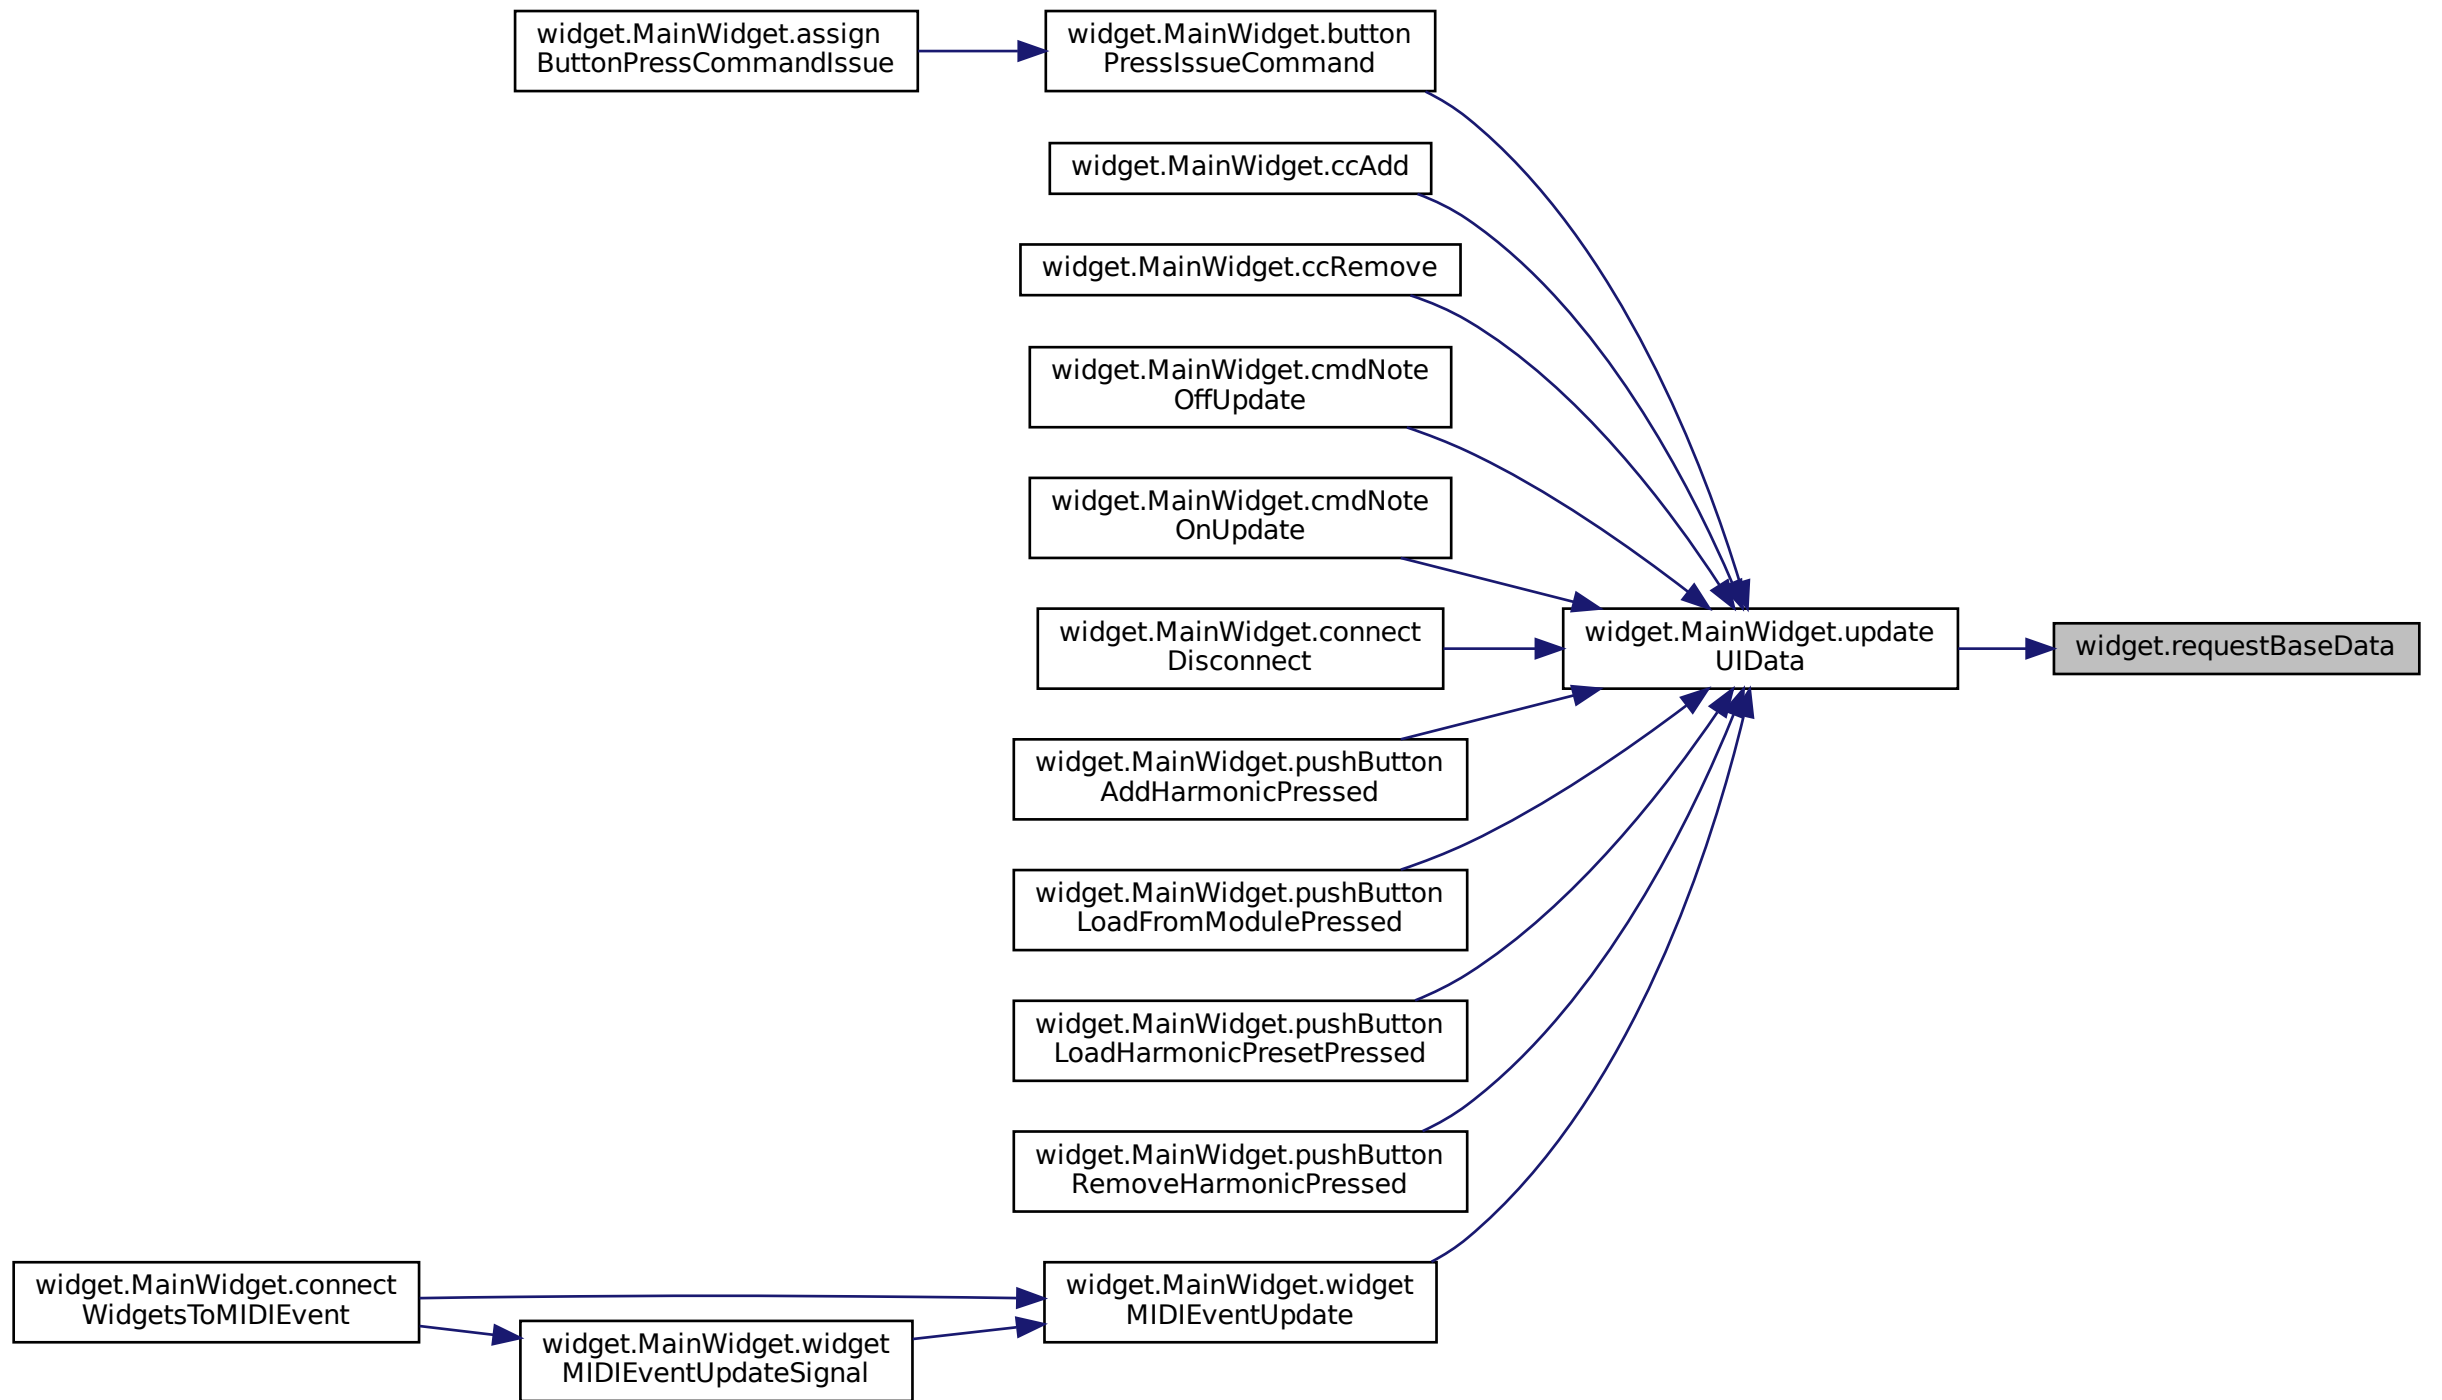 widget.MainWidget.assign
ButtonPressCommandIssue
widget.MainWidget.button
PressIssueCommand
widget.MainWidget.ccAdd
widget.MainWidget.ccRemove
widget.MainWidget.cmdNote
OffUpdate
widget.MainWidget.cmdNote
OnUpdate
widget.MainWidget.connect
Disconnect
widget.MainWidget.update
UIData
widget.requestBaseData
widget.MainWidget.pushButton
AddHarmonicPressed
widget.MainWidget.pushButton
LoadFromModulePressed
widget.MainWidget.pushButton
LoadHarmonicPresetPressed
widget.MainWidget.pushButton
RemoveHarmonicPressed
widget.MainWidget.connect
WidgetsToMIDIEvent
widget.MainWidget.widget
MIDIEventUpdate
widget.MainWidget.widget
MIDIEventUpdateSignal